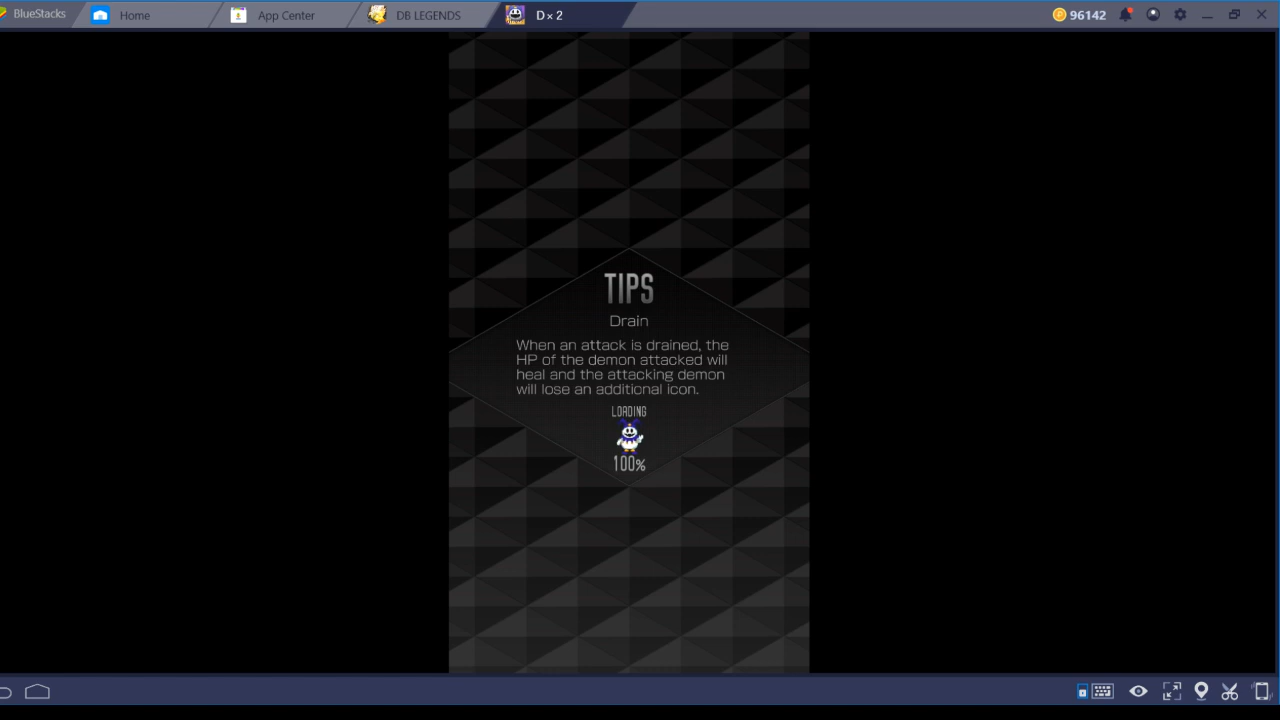 BlueStacks
Home
App Center
DB LEGENDS
D×2
P 96142
TIPS
Drain
When an attack is drained, the
HP of the demon attacked will
heal and the attacking demon
will lose an additional icon.
LOADING
100%